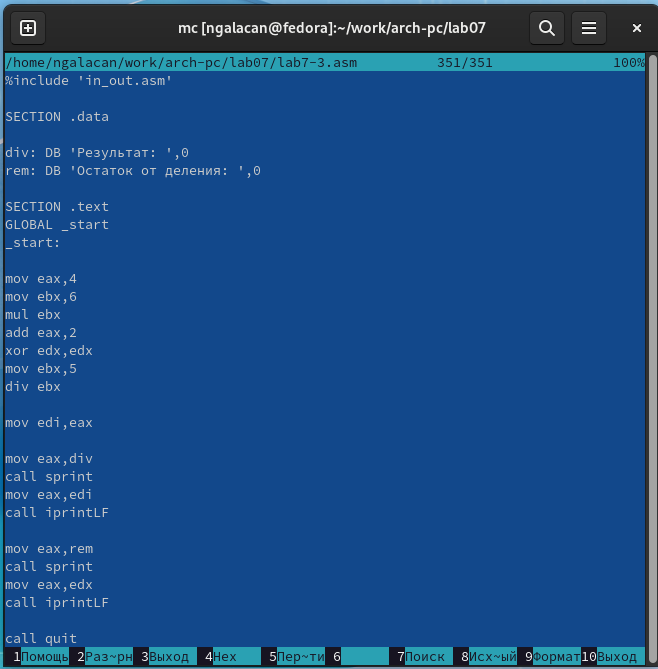 mc [ngalacan@fedora]:~/work/arch-pc/lab07
/home/ngalacan/work/arch-pc/lab07/lab7-3.asm 351/351 100%
%include 'in_out.asm'
SECTION .data
div: DB 'Результат: ',0
rem: DB 'Остаток от деления: ',0
SECTION .text
GLOBAL _start
_start:
mov eax,4
mov ebx,6
mul ebx
add eax,2
xor edx,edx
mov ebx,5
div ebx
mov edi,eax
mov eax,div
call sprint
mov eax,edi
call iprintLF
mov eax,rem
call sprint
mov eax,edx
call iprintLF
call quit
1Помощь 2Раз~рн 3Выход 4Hex 5Пер~ти 6 7Поиск 8Исх~ый 9Формат 10Выход